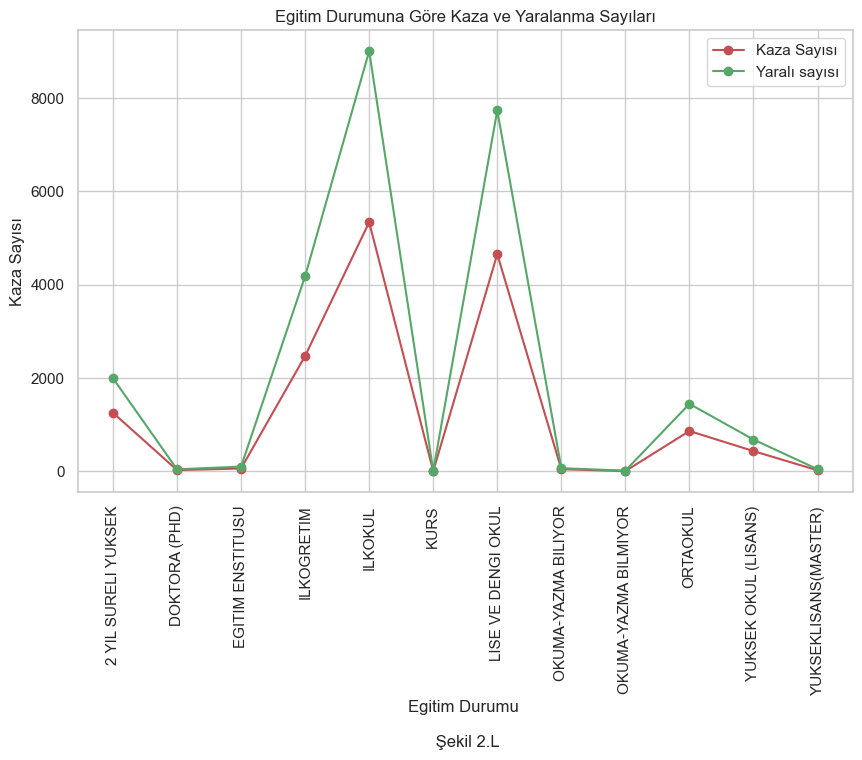 Egitim Durumuna Göre Kaza ve Yaralanma Sayıları
Kaza Sayısı
Yaralı sayısı
Kaza Sayısı
8000
6000
4000
2000
0
2 YIL SURELI YUKSEK
DOKTORA (PHD)
EGITIM ENSTITUSU
ILKOGRETIM
ILKOKUL
KURS
LISE VE DENGI OKUL
OKUMA-YAZMA BILIYOR
OKUMA-YAZMA BILMIYOR
ORTAOKUL
YUKSEK OKUL (LISANS)
YUKSEKLISANS(MASTER)
Egitim Durumu
Şekil 2.L